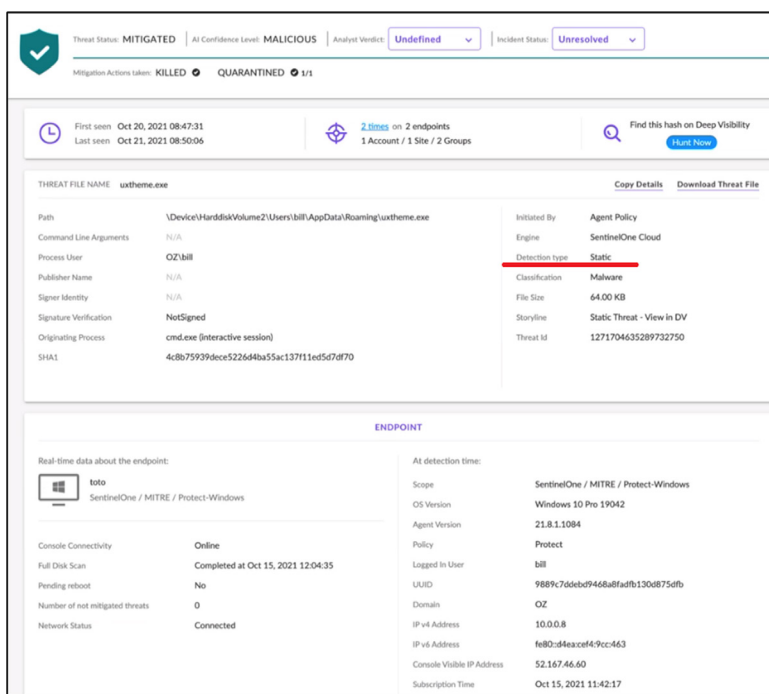 Threat Status: MITIGATED AI Confidence Level: MALICIOUS Analyst Verdict: Undefined Incident Status: Unresolved
Mitigation Actions taken: KILLED QUARANTINED 1/1
First seen Oct 20, 2021 08:47:31
Last seen Oct 21, 2021 08:50:06
2 times on 2 endpoints
1 Account / 1 Site / 2 Groups
Find this hash on Deep Visibility
Hunt Now
THREAT FILE NAME uxtheme.exe
Copy Details Download Threat File
Path \Device\HarddiskVolume2\Users\bill\AppData\Roaming\uxtheme.exe
Command Line Arguments N/A
Process User OZ\bill
Publisher Name N/A
Signer Identity N/A
Signature Verification NotSigned
Originating Process cmd.exe (interactive session)
SHA1 4c8b75939dece5226d4ba55ac137f11ed5d7df70
Initiated By Agent Policy
Engine SentinelOne Cloud
Detection type Static
Classification Malware
File Size 64.00 KB
Storyline Static Threat - View in DV
Threat Id 1271704635289732750
ENDPOINT
Real-time data about the endpoint:
toto
SentinelOne / MITRE / Protect-Windows
Console Connectivity Online
Full Disk Scan Completed at Oct 15, 2021 12:04:35
Pending reboot No
Number of not mitigated threats 0
Network Status Connected
At detection time:
Scope SentinelOne / MITRE / Protect-Windows
OS Version Windows 10 Pro 19042
Agent Version 21.8.1.1084
Policy Protect
Logged In User bill
UUID 9889c7ddebd9468a8fadfb130d875dfb
Domain OZ
IP v4 Address 10.0.0.8
IP v6 Address fe80::d4ea:cef4:9cc:463
Console Visible IP Address 52.167.46.60
Subscription Time Oct 15, 2021 11:42:17